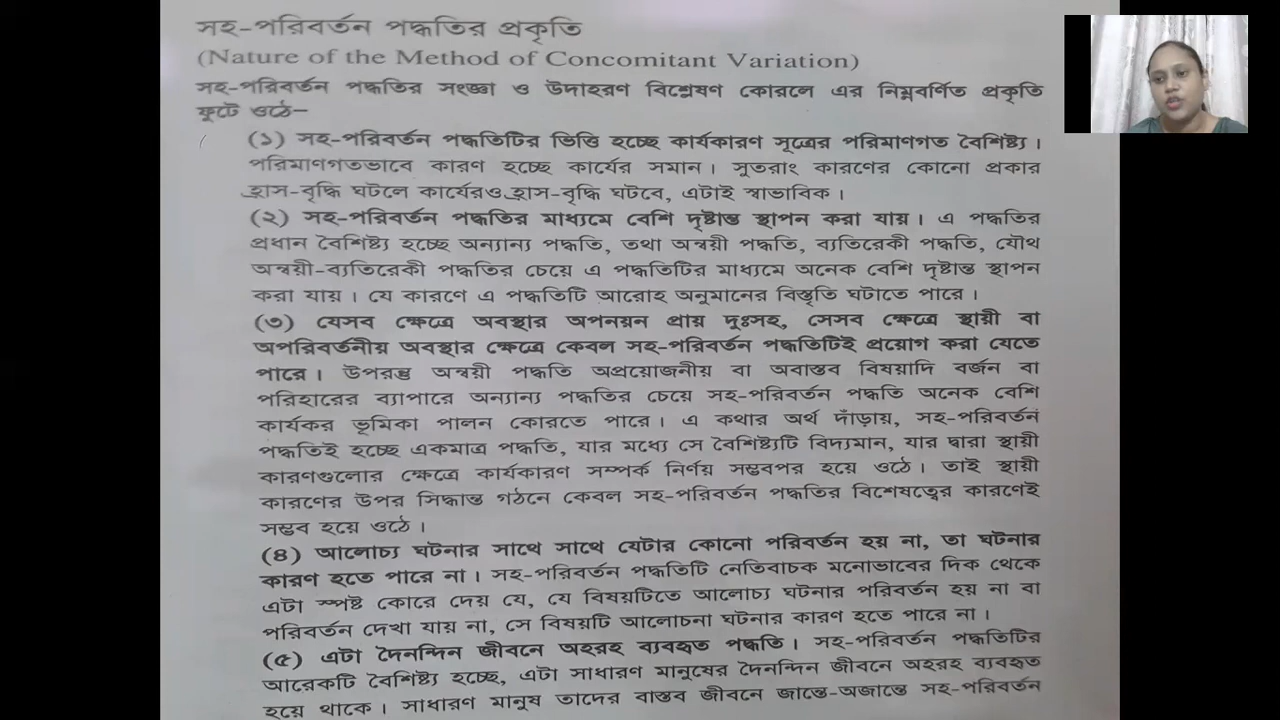 সহ-পরিবর্তন পদ্ধতির প্রকৃতি
(Nature of the Method of Concomitant Variation)
সহ-পরিবর্তন পদ্ধতির সংজ্ঞা ও উদাহরণ বিশ্লেষণ কোরলে এর নিম্নবর্ণিত প্রকৃতি
ফুটে ওঠে–
(১) সহ-পরিবর্তন পদ্ধতিটির ভিত্তি হচ্ছে কার্যকারণ সূত্রের পরিমাণগত বৈশিষ্ট্য।
পরিমাণগতভাবে কারণ হচ্ছে কার্যের সমান। সুতরাং কারণের কোনো প্রকার
হ্রাস-বৃদ্ধি ঘটলে কার্যেরও হ্রাস-বৃদ্ধি ঘটবে, এটাই স্বাভাবিক।
(২) সহ-পরিবর্তন পদ্ধতির মাধ্যমে বেশি দৃষ্টান্ত স্থাপন করা যায়। এ পদ্ধতির
প্রধান বৈশিষ্ট্য হচ্ছে অন্যান্য পদ্ধতি, তথা অন্বয়ী পদ্ধতি, ব্যতিরেকী পদ্ধতি, যৌথ
অন্বয়ী-ব্যতিরেকী পদ্ধতির চেয়ে এ পদ্ধতিটির মাধ্যমে অনেক বেশি দৃষ্টান্ত স্থাপন
করা যায়। যে কারণে এ পদ্ধতিটি আরোহ অনুমানের বিস্তৃতি ঘটাতে পারে।
(৩) যেসব ক্ষেত্রে অবস্থার অপনয়ন প্রায় দুঃসহ, সেসব ক্ষেত্রে স্থায়ী বা
অপরিবর্তনীয় অবস্থার ক্ষেত্রে কেবল সহ-পরিবর্তন পদ্ধতিটিই প্রয়োগ করা যেতে
পারে। উপরন্তু অন্বয়ী পদ্ধতি অপ্রয়োজনীয় বা অবান্তব বিষয়াদি বর্জন বা
পরিহারের ব্যাপারে অন্যান্য পদ্ধতির চেয়ে সহ-পরিবর্তন পদ্ধতি অনেক বেশি
কার্যকর ভূমিকা পালন কোরতে পারে। এ কথার অর্থ দাঁড়ায়, সহ-পরিবর্তন
পদ্ধতিই হচ্ছে একমাত্র পদ্ধতি, যার মধ্যে সে বৈশিষ্ট্যটি বিদ্যমান, যার দ্বারা স্থায়ী
কারণগুলোর ক্ষেত্রে কার্যকারণ সম্পর্ক নির্ণয় সম্ভবপর হয়ে ওঠে। তাই স্থায়ী
কারণের উপর সিদ্ধান্ত গঠনে কেবল সহ-পরিবর্তন পদ্ধতির বিশেষত্বের কারণেই
সম্ভব হয়ে ওঠে।
(৪) আলোচ্য ঘটনার সাথে সাথে যেটার কোনো পরিবর্তন হয় না, তা ঘটনার
কারণ হতে পারে না। সহ-পরিবর্তন পদ্ধতিটি নেতিবাচক মনোভাবের দিক থেকে
এটা স্পষ্ট কোরে দেয় যে, যে বিষয়টিতে আলোচ্য ঘটনার পরিবর্তন হয় না বা
পরিবর্তন দেখা যায় না, সে বিষয়টি আলোচনা ঘটনার কারণ হতে পারে না।
(৫) এটা দৈনন্দিন জীবনে অহরহ ব্যবহৃত পদ্ধতি। সহ-পরিবর্তন পদ্ধতিটির
আরেকটি বৈশিষ্ট্য হচ্ছে, এটা সাধারণ মানুষের দৈনন্দিন জীবনে অহরহ ব্যবহৃত
হয়ে থাকে। সাধারণ মানুষ তাদের বাস্তব জীবনে জান্তে-অজান্তে সহ-পরিবর্তন